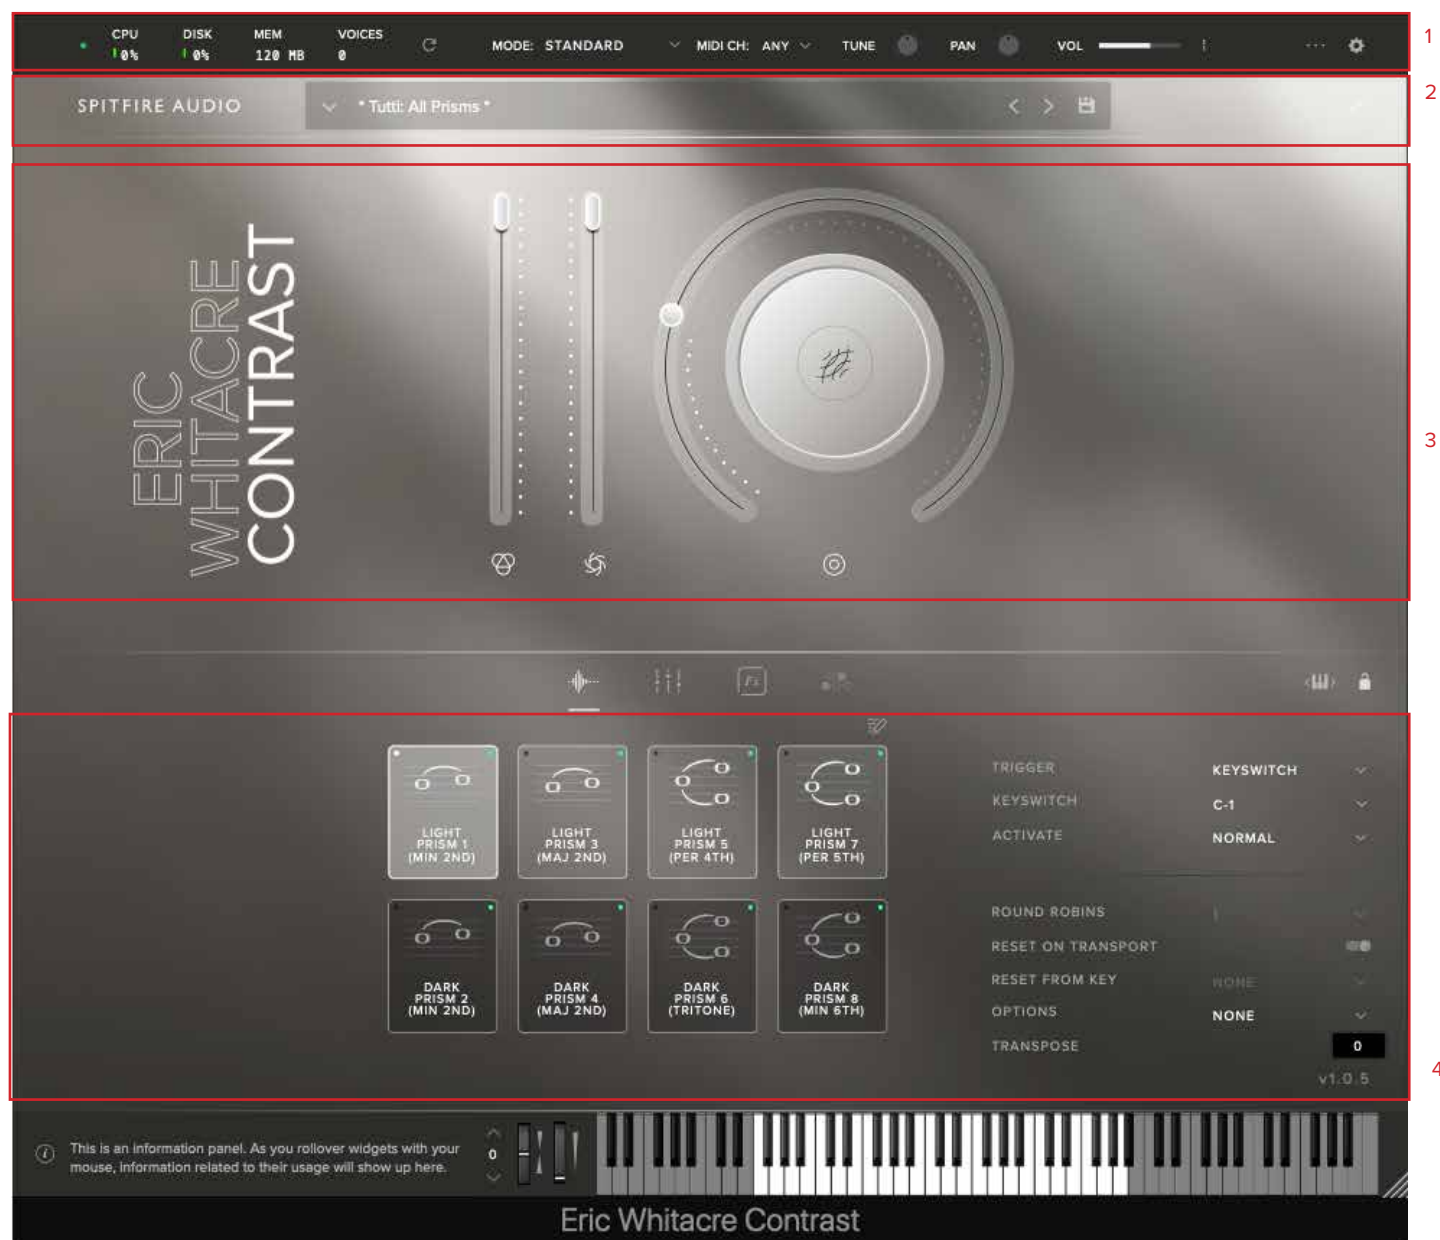 CPU DISK MEM VOICES
0% 0% 120 MB 0
MODE: STANDARD MIDI CH: ANY TUNE PAN VOL
1
SPITFIRE AUDIO * Tutti: All Prisms *
2
ERIC
WHITACRE
CONTRAST
3
Fx
LIGHT
PRISM 1
(MIN 2ND)
LIGHT
PRISM 3
(MAJ 2ND)
LIGHT
PRISM 5
(PER 4TH)
LIGHT
PRISM 7
(PER 5TH)
DARK
PRISM 2
(MIN 2ND)
DARK
PRISM 4
(MAJ 2ND)
DARK
PRISM 6
(TRITONE)
DARK
PRISM 8
(MIN 6TH)
TRIGGER KEYSWITCH
KEYSWITCH C-1
ACTIVATE NORMAL
ROUND ROBINS
RESET ON TRANSPORT
RESET FROM KEY NONE
OPTIONS NONE
TRANSPOSE 0
v1.0.5
4
This is an information panel. As you rollover widgets with your
mouse, information related to their usage will show up here.
0
Eric Whitacre Contrast